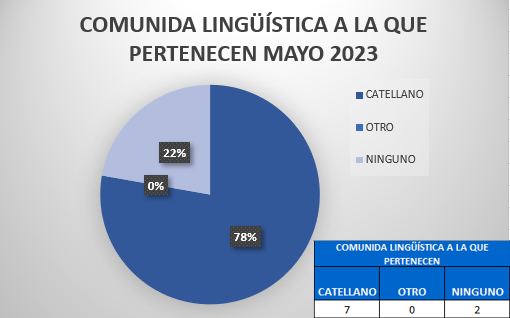 COMUNIDA LINGÜÍSTICA A LA QUE
PERTENECEN MAYO 2023
CATELLANO
OTRO
NINGUNO
22%
0%
78%
COMUNIDA LINGÜÍSTICA A LA QUE
PERTENECEN
CATELLANO OTRO NINGUNO
7 0 2